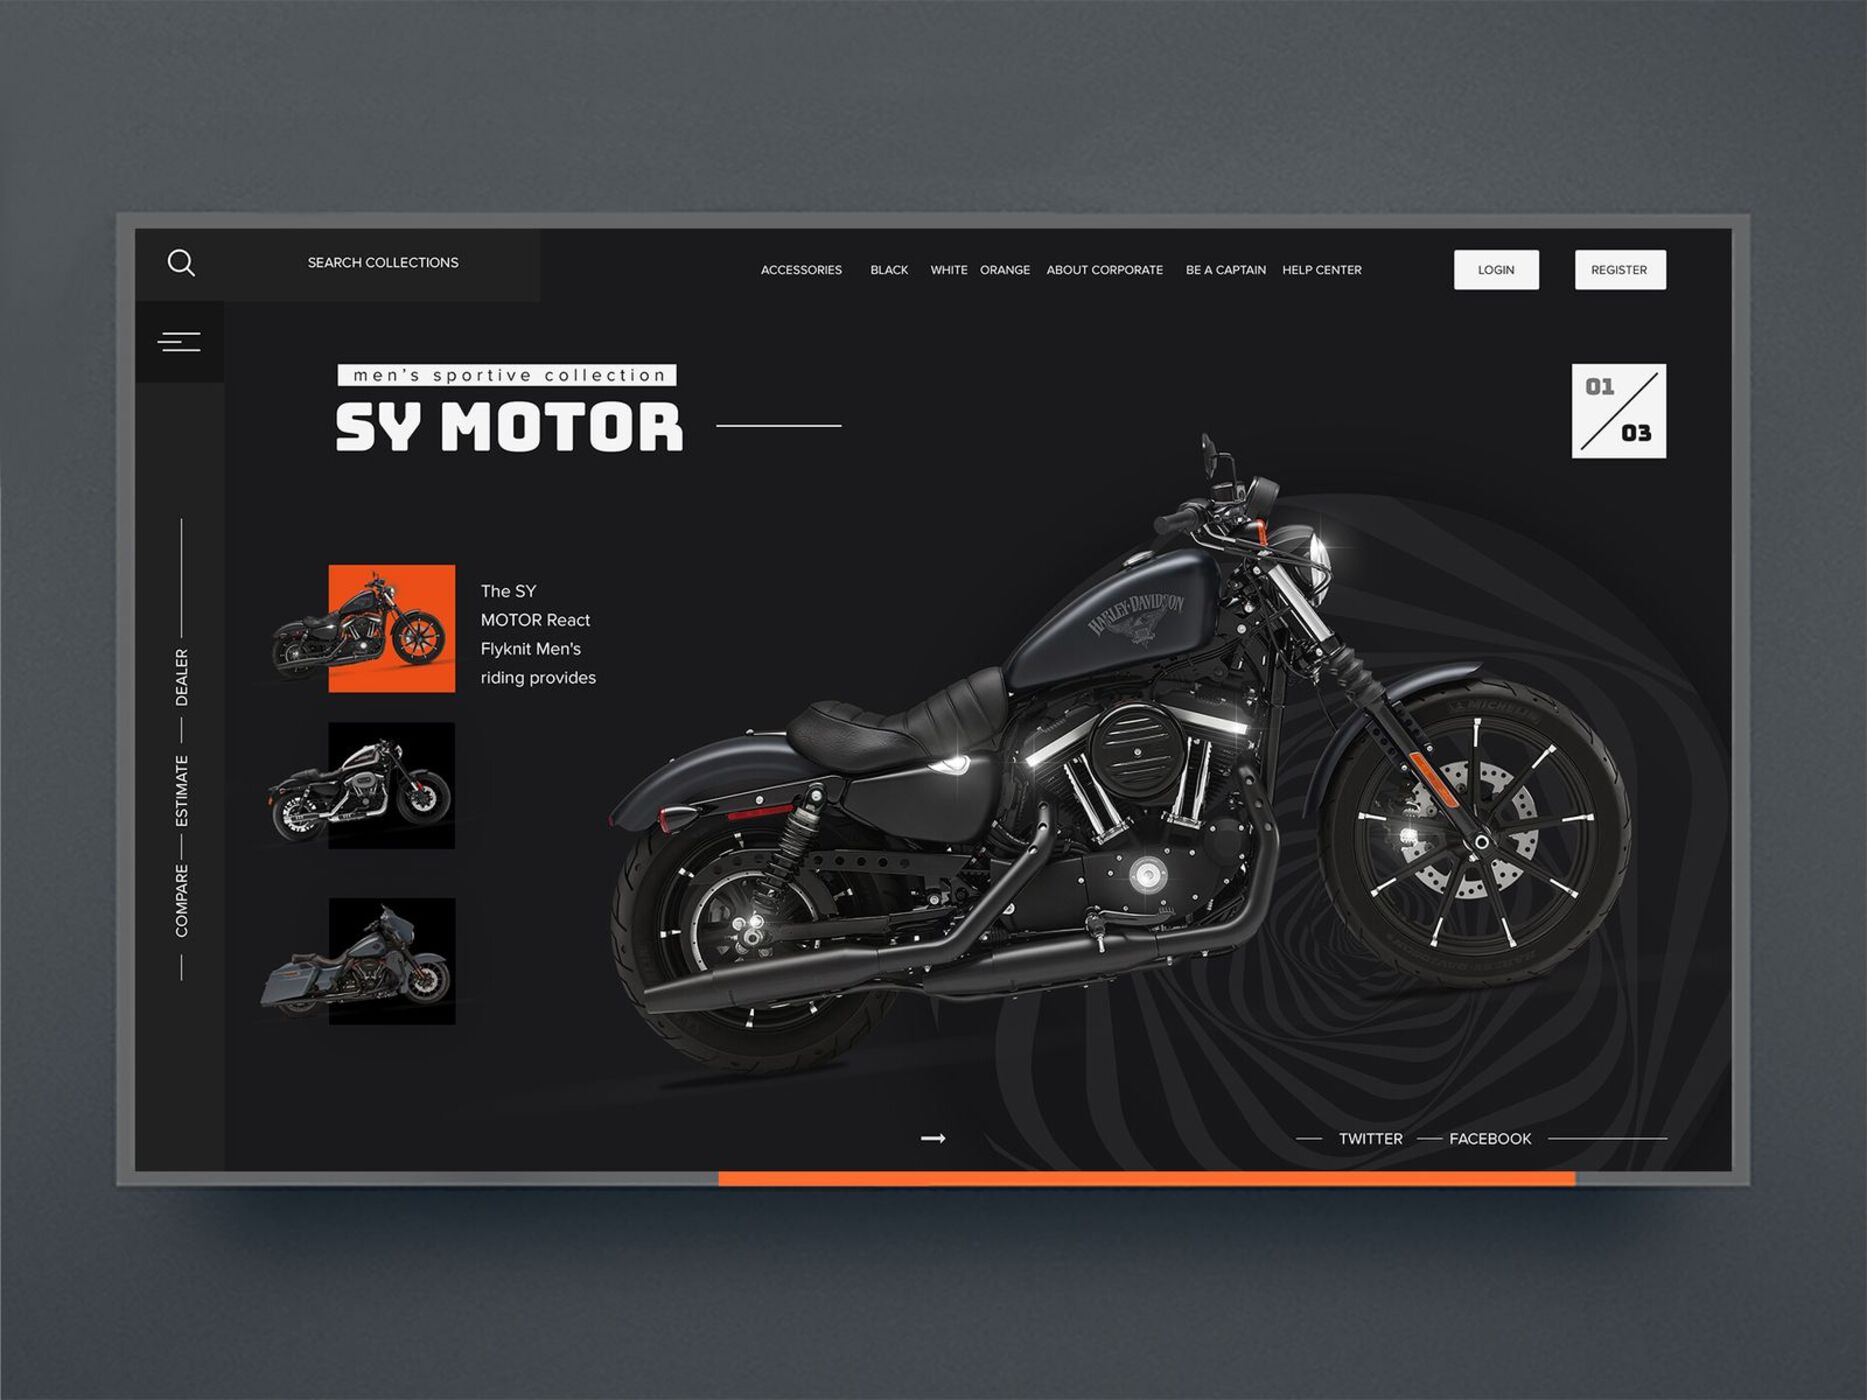 SEARCH COLLECTIONS
ACCESSORIES BLACK WHITE ORANGE ABOUT CORPORATE BE A CAPTAIN HELP CENTER
LOGIN
REGISTER
men's sportive collection
SY MOTOR
01
03
The SY
MOTOR React
Flyknit Men's
riding provides
HARLEY-DAVIDSON
MICHELIN
COMPARE ESTIMATE DEALER
TWITTER FACEBOOK